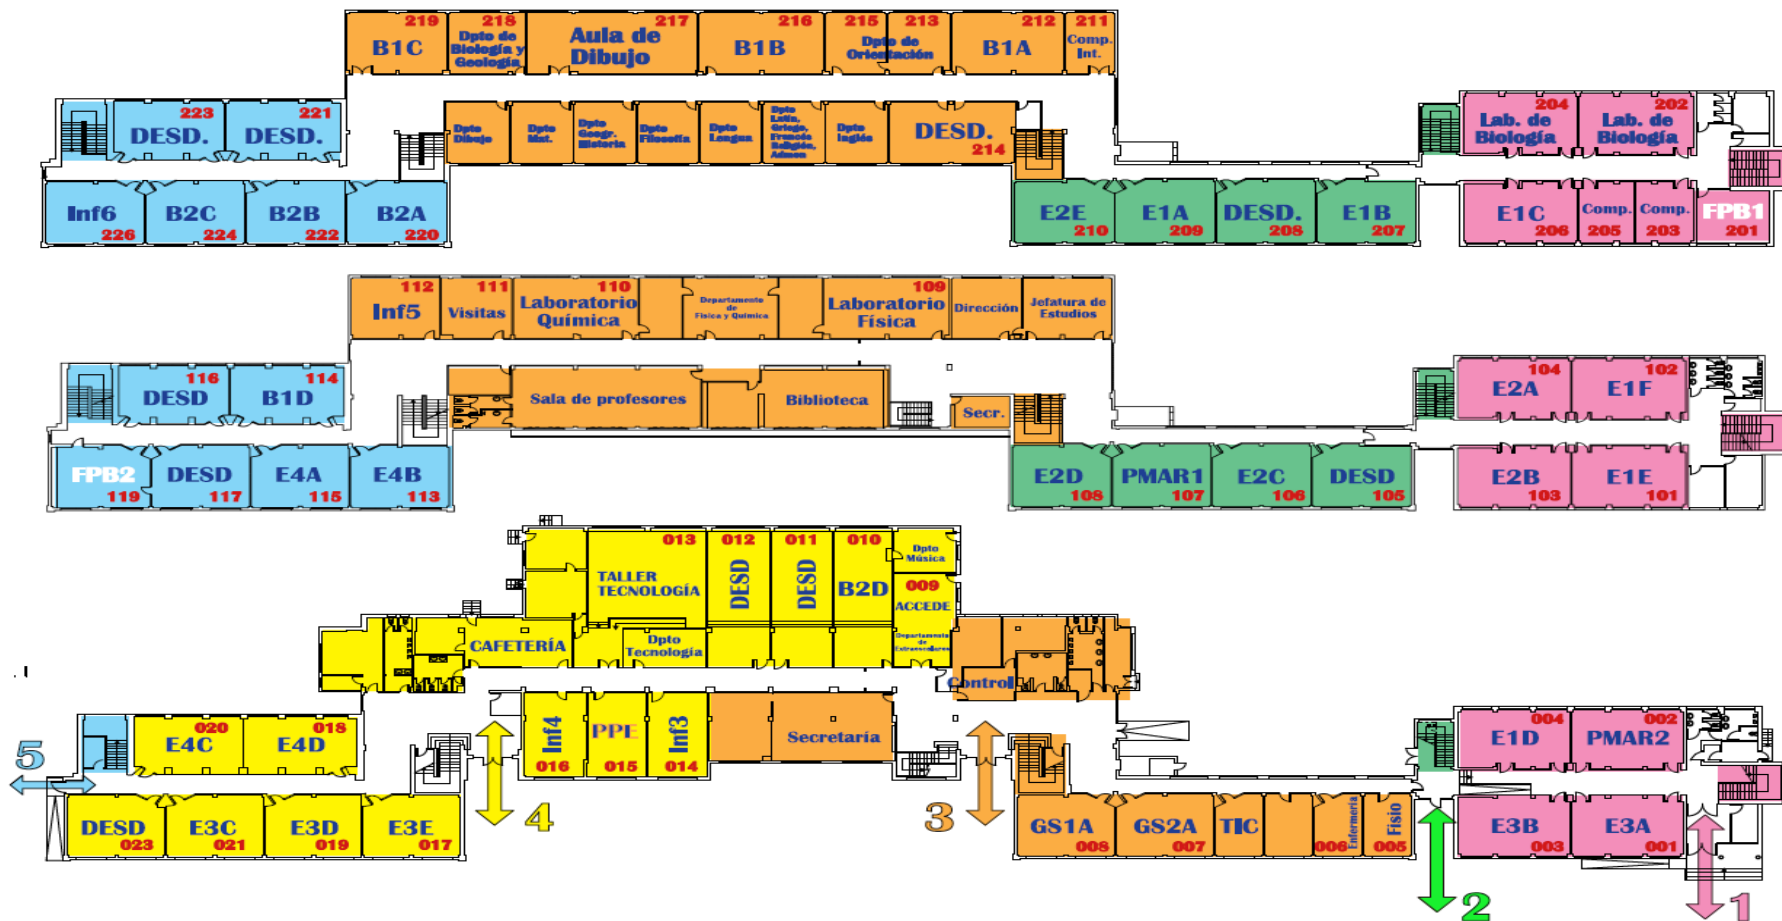 219
B1C
218
Dpto de
Biología y
Geología
217
Aula de
Dibujo
216
B1B
215
213
Dpto de
Orientación
212
B1A
211
Comp.
Int.
223
DESD.
221
DESD.
Dpto
Dibujo
Dpto
Mat.
Dpto
Geogr.
Historia
Dpto
Filosofía
Dpto
Lengua
Dpto
Latín,
Griego,
Francés
Religión,
Admon
Dpto
Inglés
DESD.
214
204
Lab. de
Biología
202
Lab. de
Biología
Inf6
226
B2C
224
B2B
222
B2A
220
E2E
210
E1A
209
DESD.
208
E1B
207
E1C
206
Comp.
205
Comp.
203
FPB1
201
112
Inf5
111
Visitas
110
Laboratorio
Química
Departamento
de
Física y Química
109
Laboratorio
Física
Dirección
Jefatura de
Estudios
116
DESD
114
B1D
Sala de profesores
Biblioteca
Secr.
104
E2A
102
E1F
FPB2
119
DESD
117
E4A
115
E4B
113
E2D
108
PMAR1
107
E2C
106
DESD
105
E2B
103
E1E
101
013
TALLER
TECNOLOGÍA
012
DESD
011
DESD
010
B2D
Dpto
Música
009
ACCEDE
Departamento
de
Extraescolares
CAFETERÍA
Dpto
Tecnología
Control
020
E4C
018
E4D
Inf4
016
PPE
015
Inf3
014
Secretaría
004
E1D
002
PMAR2
5
DESD
023
E3C
021
E3D
019
E3E
017
4
3
GS1A
008
GS2A
007
TIC
Enfermería
006
Fisio
005
E3B
003
E3A
001
2
1